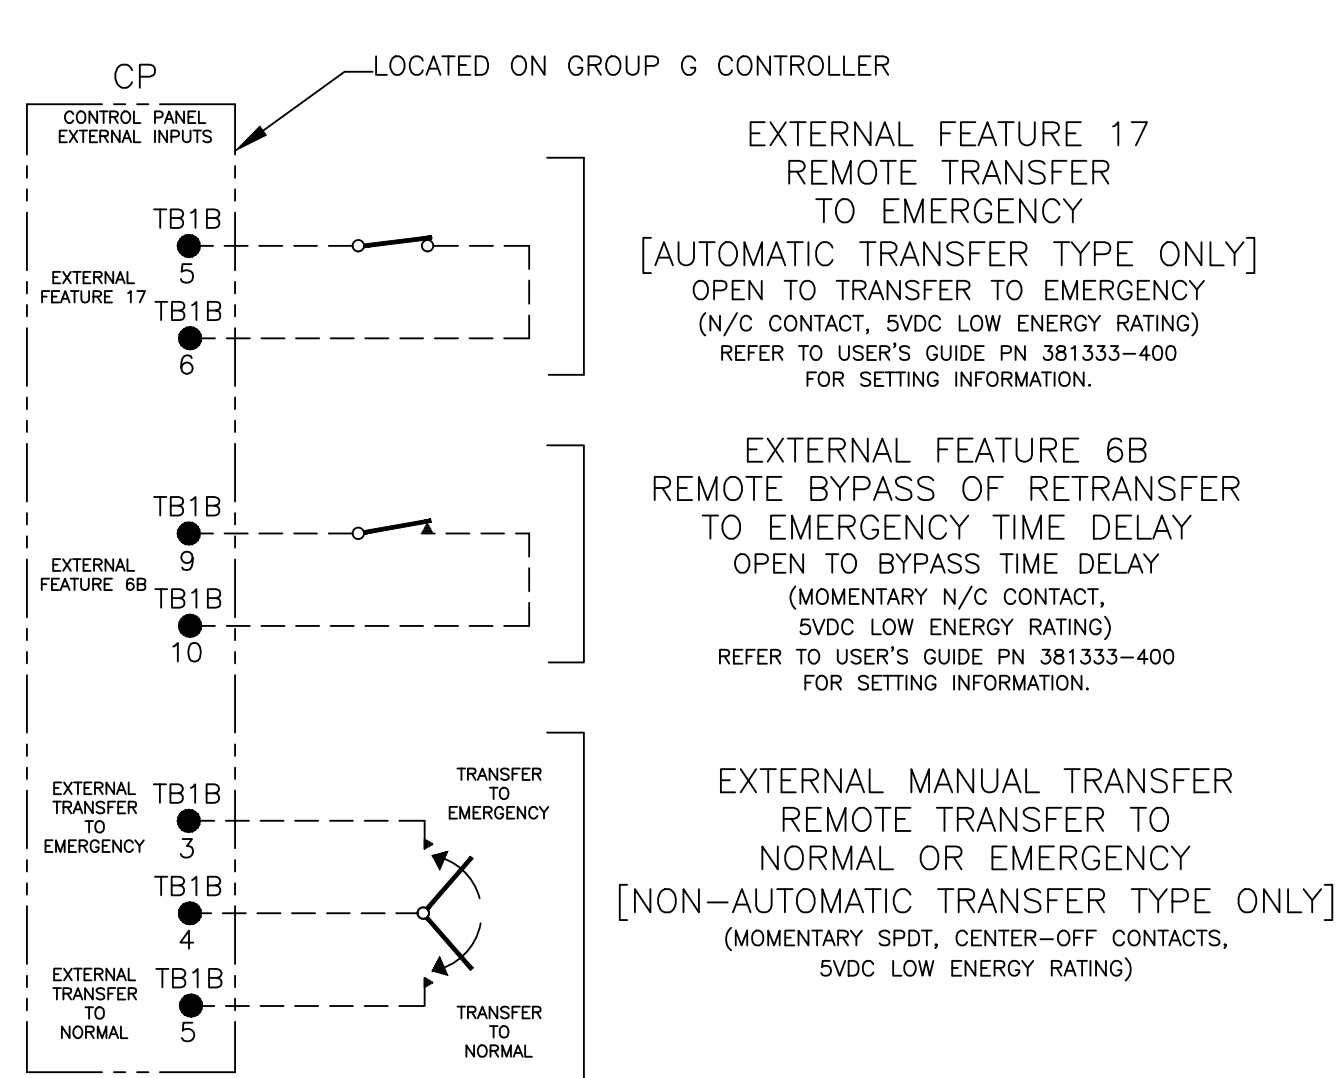 LOCATED ON GROUP G CONTROLLER
CP
CONTROL PANEL
EXTERNAL INPUTS
EXTERNAL FEATURE 17
REMOTE TRANSFER
TO EMERGENCY
[AUTOMATIC TRANSFER TYPE ONLY]
OPEN TO TRANSFER TO EMERGENCY
(N/C CONTACT, 5VDC LOW ENERGY RATING)
REFER TO USER'S GUIDE PN 381333-400
FOR SETTING INFORMATION.
TB1B
5
EXTERNAL
FEATURE 17
TB1B
6
EXTERNAL FEATURE 6B
REMOTE BYPASS OF RETRANSFER
TO EMERGENCY TIME DELAY
OPEN TO BYPASS TIME DELAY
(MOMENTARY N/C CONTACT,
5VDC LOW ENERGY RATING)
REFER TO USER'S GUIDE PN 381333-400
FOR SETTING INFORMATION.
TB1B
9
EXTERNAL
FEATURE 6B
TB1B
10
EXTERNAL MANUAL TRANSFER
REMOTE TRANSFER TO
NORMAL OR EMERGENCY
[NON-AUTOMATIC TRANSFER TYPE ONLY]
(MOMENTARY SPDT, CENTER-OFF CONTACTS,
5VDC LOW ENERGY RATING)
EXTERNAL
TRANSFER
TO
EMERGENCY
TB1B
3
TRANSFER
TO
EMERGENCY
TB1B
4
EXTERNAL
TRANSFER
TO
NORMAL
TB1B
5
TRANSFER
TO
NORMAL